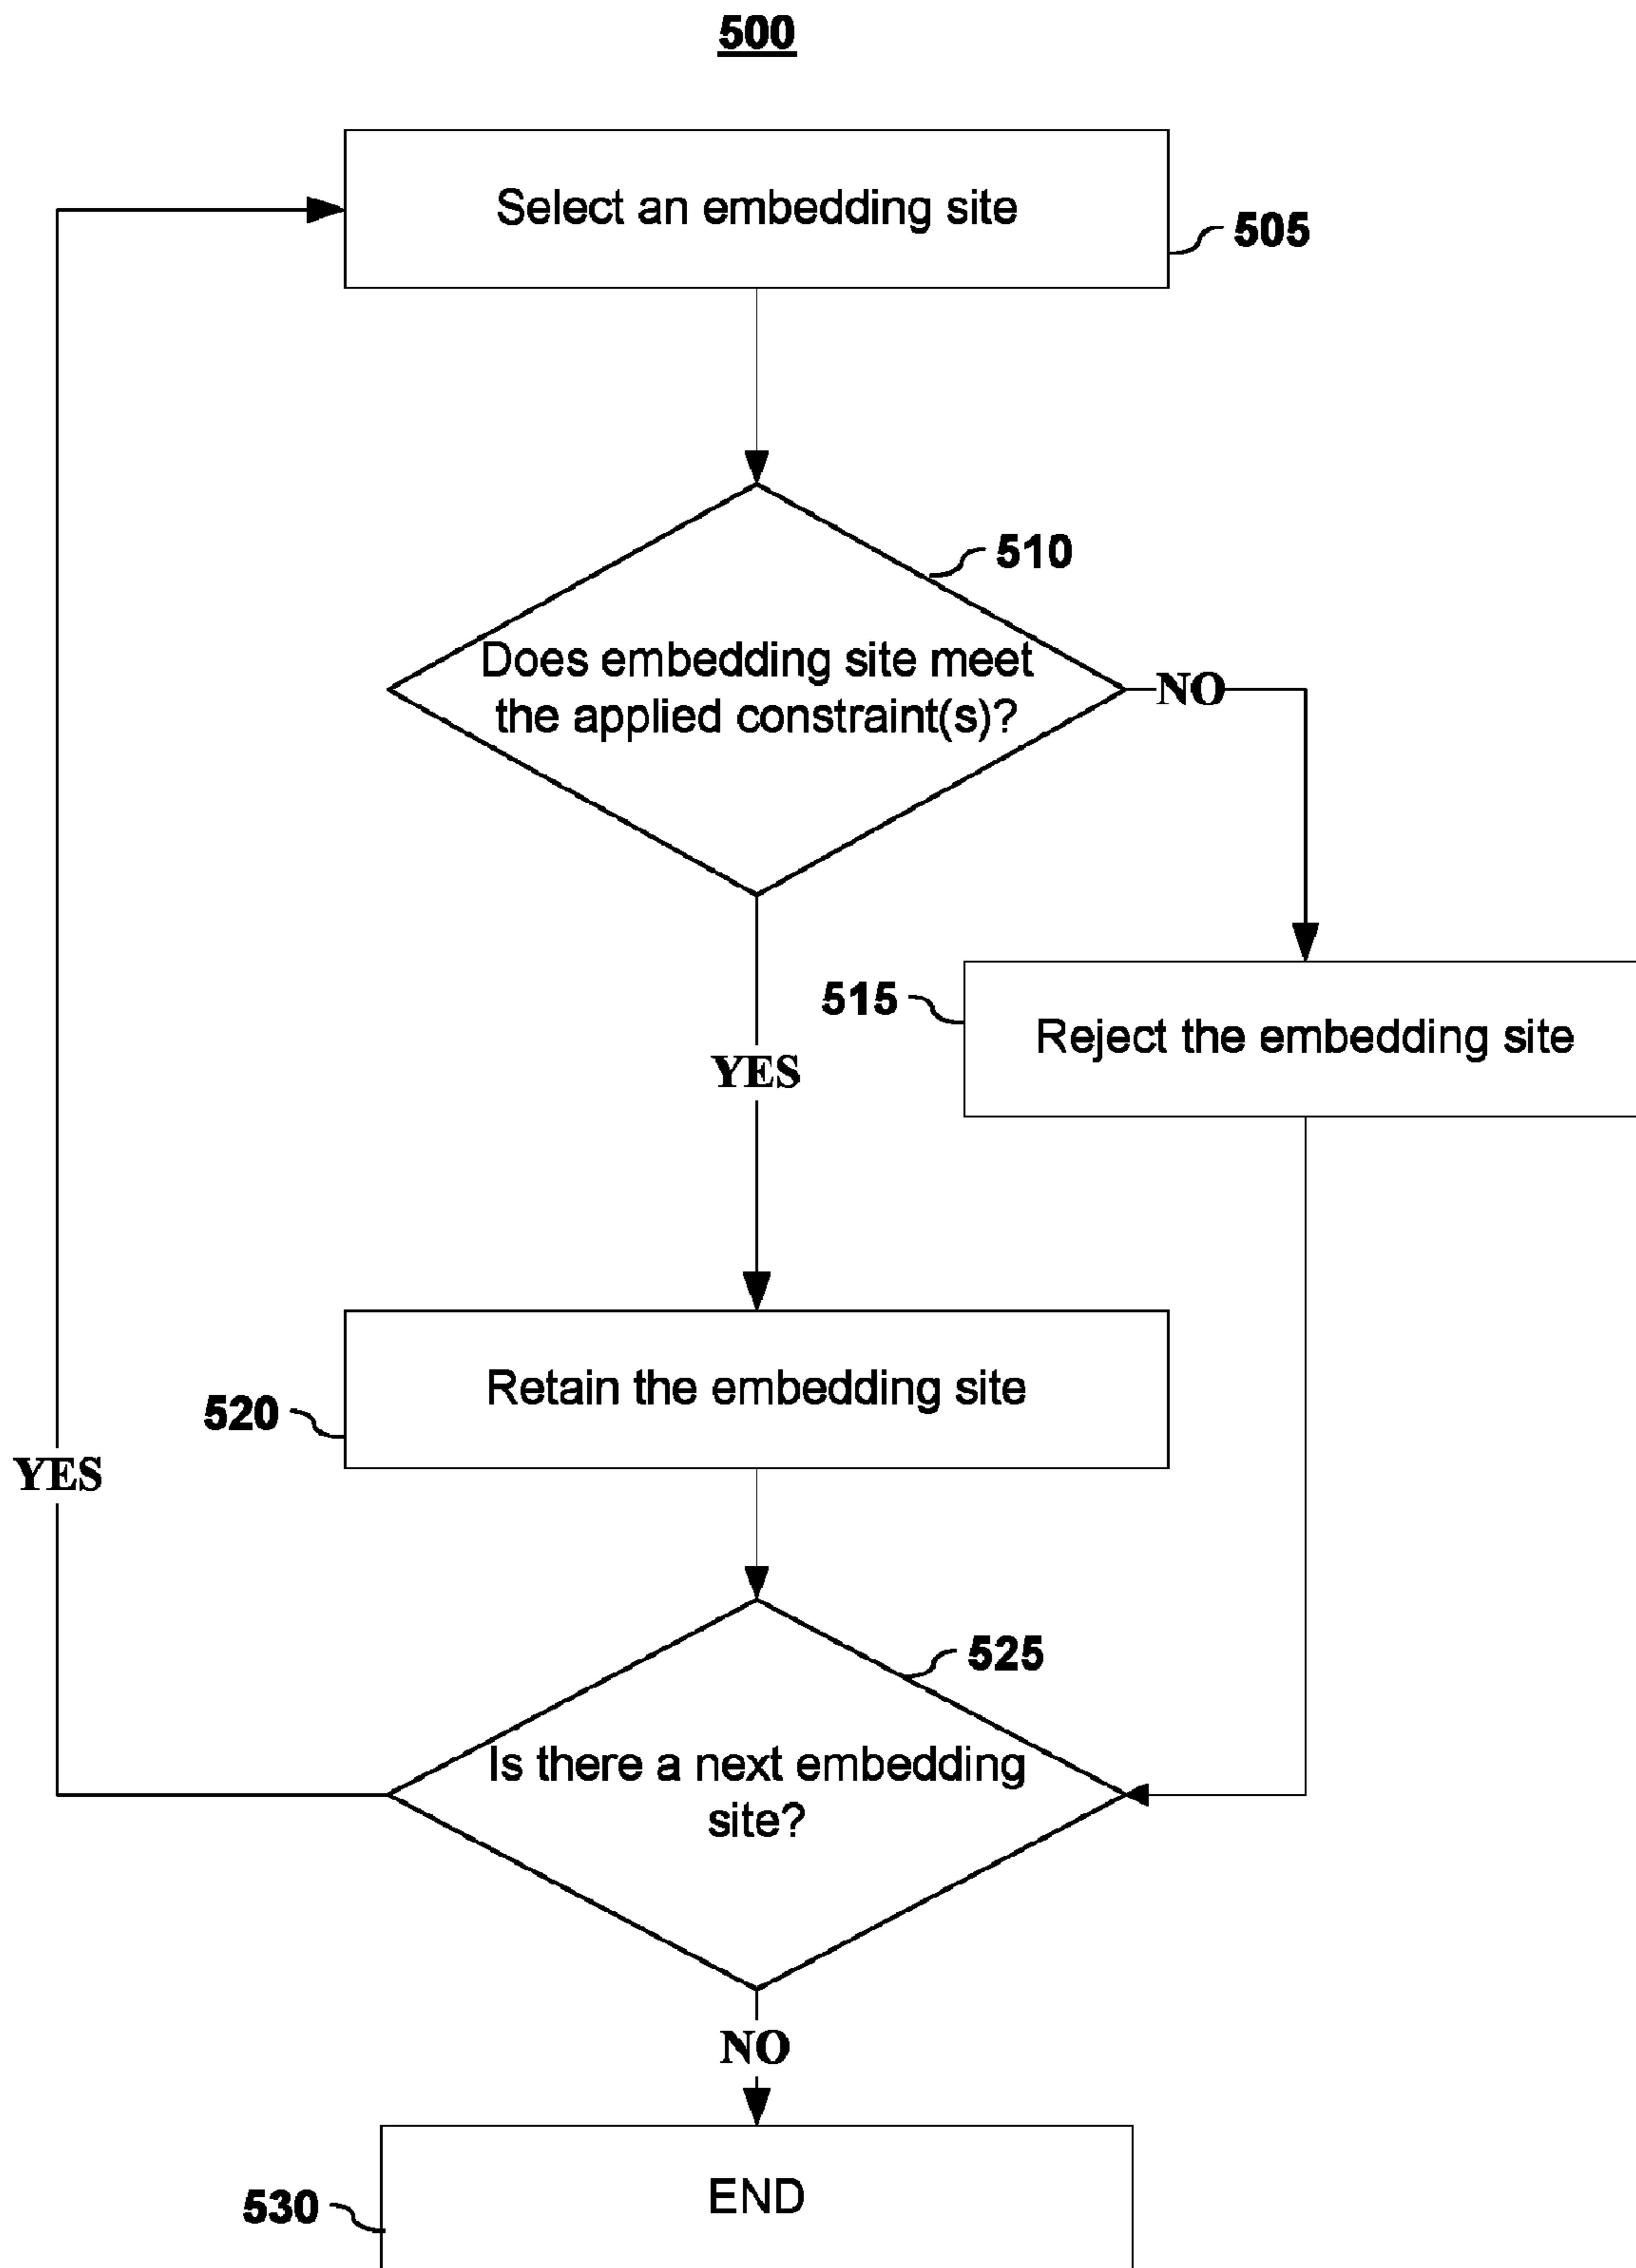 500
Select an embedding site
505
510
Does embedding site meet
the applied constraint(s)?
NO
515
Reject the embedding site
YES
Retain the embedding site
520
YES
525
Is there a next embedding
site?
NO
END
530